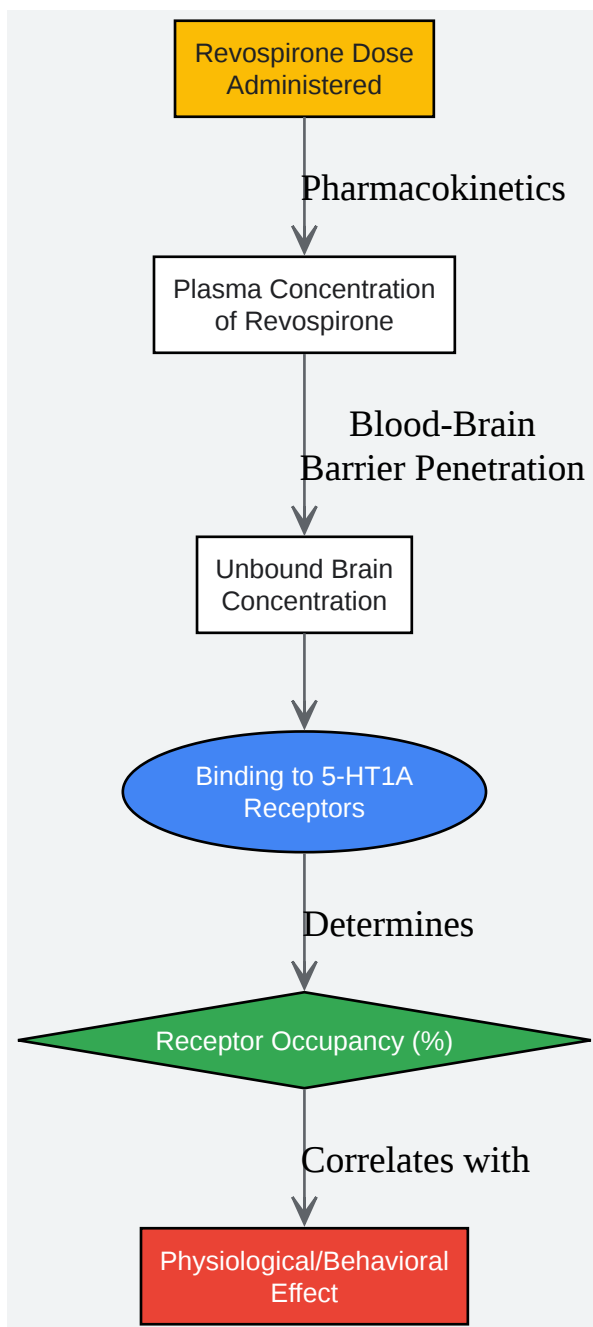 Revospirone Dose
Administered
Pharmacokinetics
Plasma Concentration
of Revospirone
Blood-Brain
Barrier Penetration
Unbound Brain
Concentration
Binding to 5-HT1A
Receptors
Determines
Receptor Occupancy (%)
Correlates with
Physiological/Behavioral
Effect